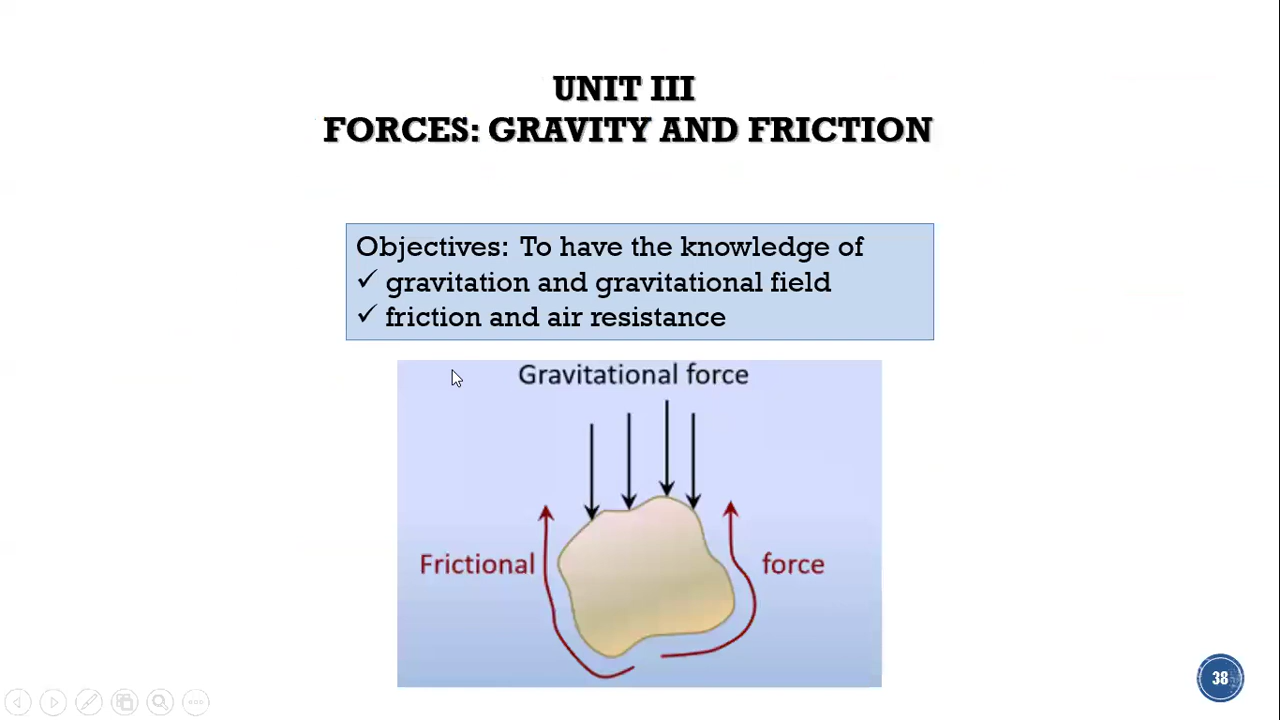 UNIT III
FORCES: GRAVITY AND FRICTION
Objectives: To have the knowledge of
✓ gravitation and gravitational field
✓ friction and air resistance
Gravitational force
Frictional force
38